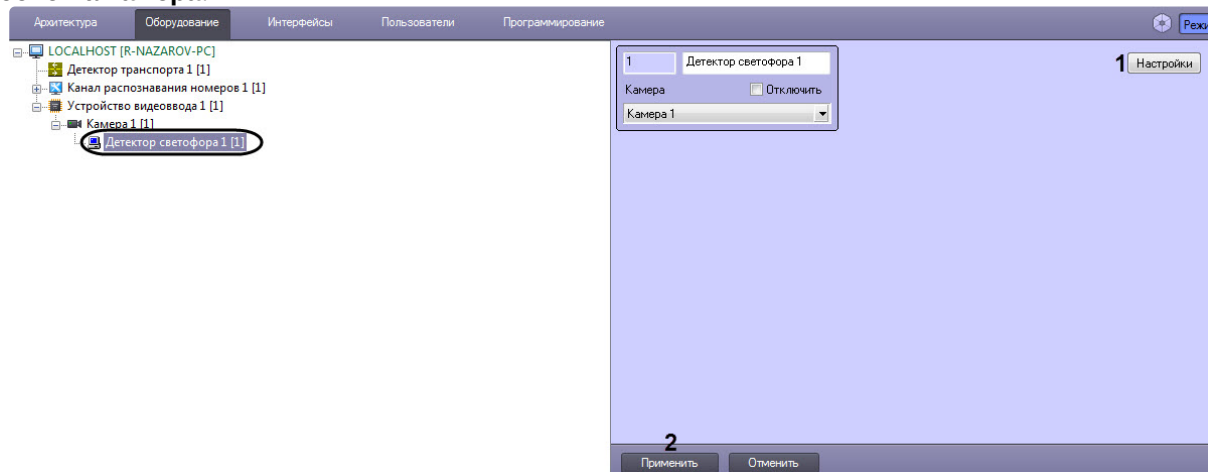 Архитектура Оборудование Интерфейсы Пользователи Программирование
LOCALHOST [R-NAZAROV-PC]
Детектор транспорта 1 [1]
Канал распознавания номеров 1 [1]
Устройство видеоввода 1 [1]
Камера 1 [1]
Детектор светофора 1 [1]
1 Детектор светофора 1
Камера Отключить
Камера 1
1 Настройки
2
Применить Отменить